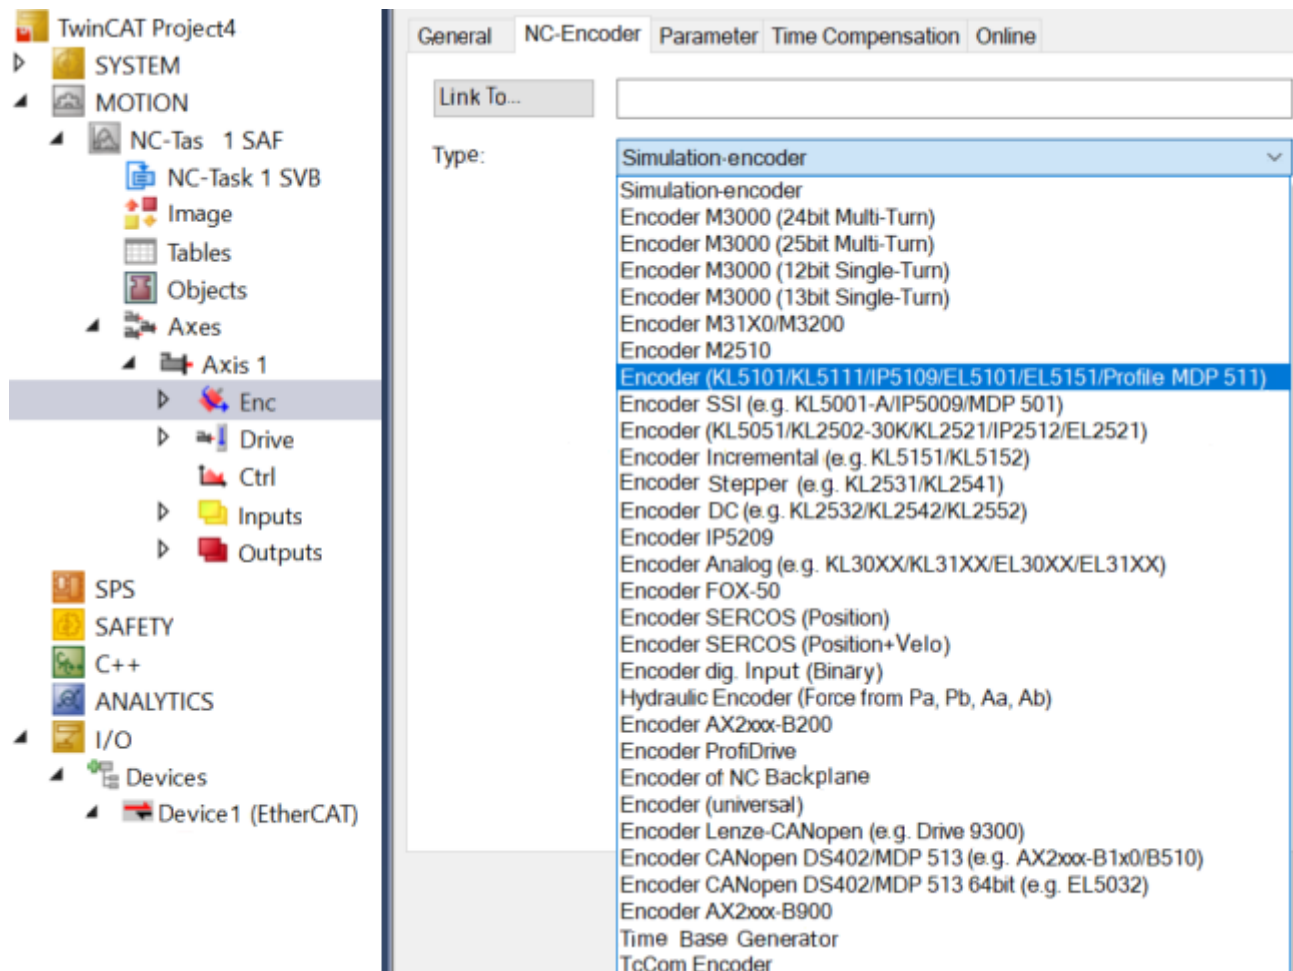 TwinCAT Project4
SYSTEM
MOTION
NC-Tas 1 SAF
NC-Task 1 SVB
Image
Tables
Objects
Axes
Axis 1
Enc
Drive
Ctrl
Inputs
Outputs
SPS
SAFETY
C++
ANALYTICS
I/O
Devices
Device1 (EtherCAT)
General NC-Encoder Parameter Time Compensation Online
Link To...
Type: Simulation-encoder
Simulation-encoder
Encoder M3000 (24bit Multi-Turn)
Encoder M3000 (25bit Multi-Turn)
Encoder M3000 (12bit Single-Turn)
Encoder M3000 (13bit Single-Turn)
Encoder M31X0/M3200
Encoder M2510
Encoder (KL5101/KL5111/IP5109/EL5101/EL5151/Profile MDP 511)
Encoder SSI (e.g. KL5001-A/IP5009/MDP 501)
Encoder (KL5051/KL2502-30K/KL2521/IP2512/EL2521)
Encoder Incremental (e.g. KL5151/KL5152)
Encoder Stepper (e.g. KL2531/KL2541)
Encoder DC (e.g. KL2532/KL2542/KL2552)
Encoder IP5209
Encoder Analog (e.g. KL30XX/KL31XX/EL30XX/EL31XX)
Encoder FOX-50
Encoder SERCOS (Position)
Encoder SERCOS (Position+Velo)
Encoder dig. Input (Binary)
Hydraulic Encoder (Force from Pa, Pb, Aa, Ab)
Encoder AX2xxx-B200
Encoder ProfiDrive
Encoder of NC Backplane
Encoder (universal)
Encoder Lenze-CANopen (e.g. Drive 9300)
Encoder CANopen DS402/MDP 513 (e.g. AX2xxx-B1x0/B510)
Encoder CANopen DS402/MDP 513 64bit (e.g. EL5032)
Encoder AX2xxx-B900
Time Base Generator
TcCom Encoder